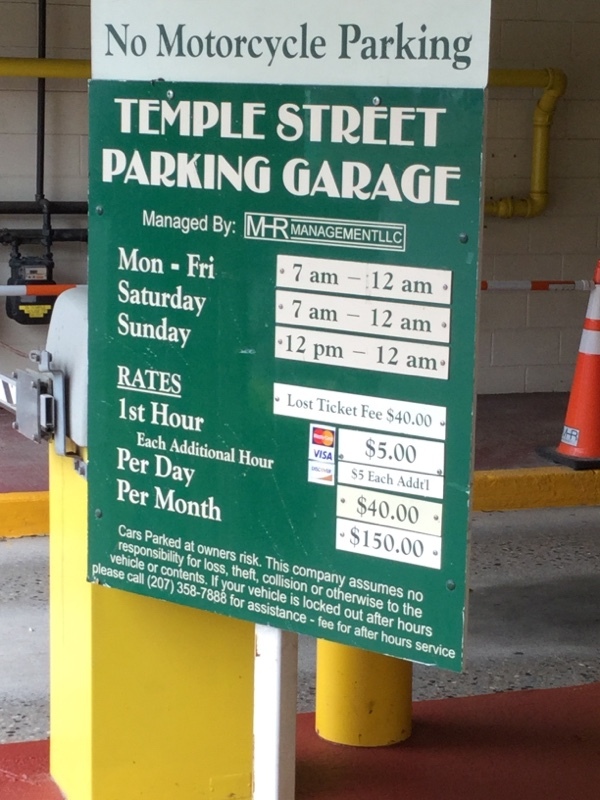 No Motorcycle Parking
TEMPLE STREET
PARKING GARAGE
Managed By: MHR MANAGEMENTLLC
Mon - Fri 7 am – 12 am
Saturday 7 am – 12 am
Sunday 12 pm – 12 am
RATES Lost Ticket Fee $40.00
1st Hour $5.00
Each Additional Hour $5 Each Addt'l
Per Day $40.00
Per Month $150.00
MasterCard
VISA
DISCOVER
Cars Parked at owners risk. This company assumes no
responsibility for loss, theft, collision or otherwise to the
vehicle or contents. If your vehicle is locked out after hours
please call (207) 358-7888 for assistance - fee for after hours service